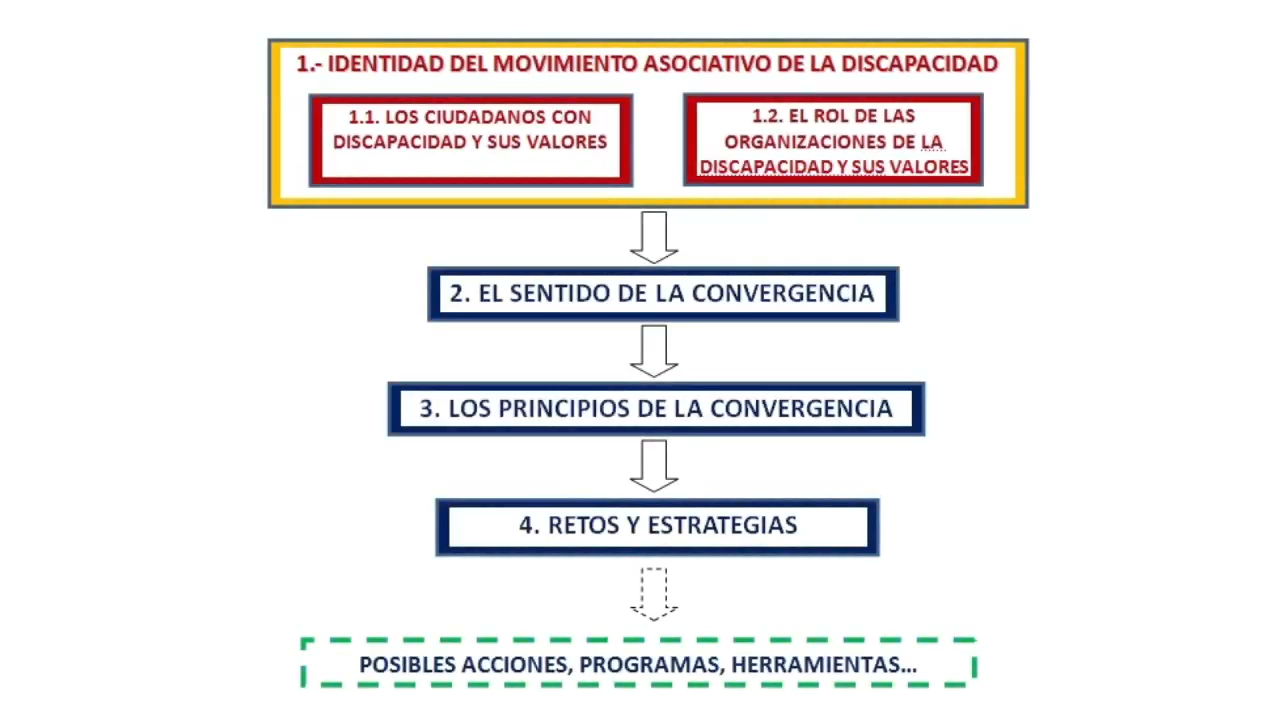 1.- IDENTIDAD DEL MOVIMIENTO ASOCIATIVO DE LA DISCAPACIDAD
1.1. LOS CIUDADANOS CON
DISCAPACIDAD Y SUS VALORES
1.2. EL ROL DE LAS
ORGANIZACIONES DE LA
DISCAPACIDAD Y SUS VALORES
2. EL SENTIDO DE LA CONVERGENCIA
3. LOS PRINCIPIOS DE LA CONVERGENCIA
4. RETOS Y ESTRATEGIAS
POSIBLES ACCIONES, PROGRAMAS, HERRAMIENTAS...